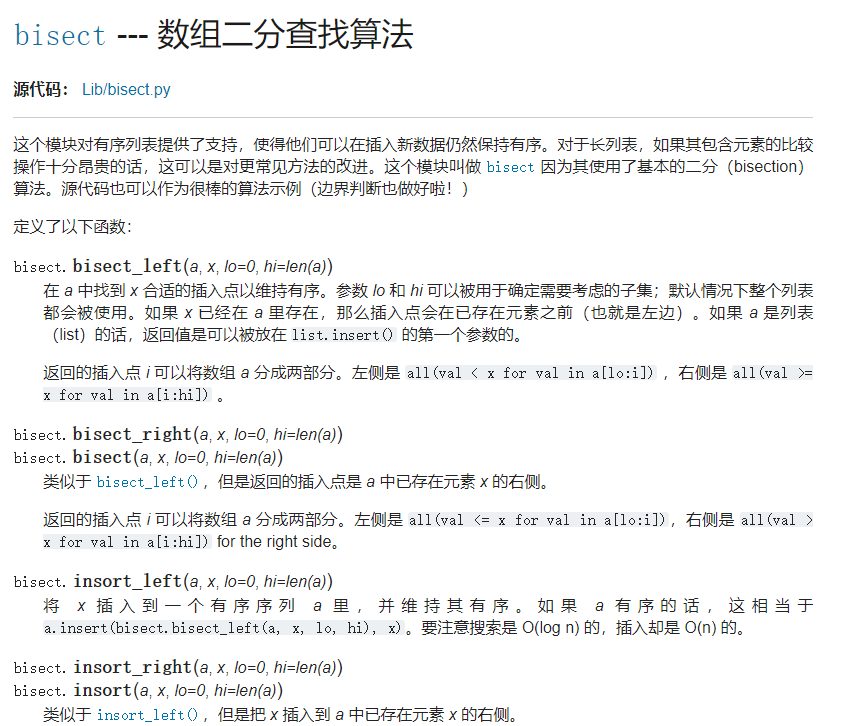 bisect --- 数组二分查找算法
源代码： Lib/bisect.py
这个模块对有序列表提供了支持，使得他们可以在插入新数据仍然保持有序。对于长列表，如果其包含元素的比较
操作十分昂贵的话，这可以是对更常见方法的改进。这个模块叫做 bisect 因为其使用了基本的二分（bisection）
算法。源代码也可以作为很棒的算法示例（边界判断也做好啦！）
定义了以下函数：
bisect.bisect_left(a, x, lo=0, hi=len(a))
在 a 中找到 x 合适的插入点以维持有序。参数 lo 和 hi 可以被用于确定需要考虑的子集；默认情况下整个列表
都会被使用。如果 x 已经在 a 里存在，那么插入点会在已存在元素之前（也就是左边）。如果 a 是列表
（list）的话，返回值是可以被放在 list.insert() 的第一个参数的。
返回的插入点 i 可以将数组 a 分成两部分。左侧是 all(val < x for val in a[lo:i]) ，右侧是 all(val >=
x for val in a[i:hi]) 。
bisect.bisect_right(a, x, lo=0, hi=len(a))
bisect.bisect(a, x, lo=0, hi=len(a))
类似于 bisect_left()，但是返回的插入点是 a 中已存在元素 x 的右侧。
返回的插入点 i 可以将数组 a 分成两部分。左侧是 all(val <= x for val in a[lo:i])，右侧是 all(val >
x for val in a[i:hi]) for the right side。
bisect.insort_left(a, x, lo=0, hi=len(a))
将 x 插入到一个有序序列 a 里，并维持其有序。如果 a 有序的话，这相当于
a.insert(bisect.bisect_left(a, x, lo, hi), x)。要注意搜索是 O(log n) 的，插入却是 O(n) 的。
bisect.insort_right(a, x, lo=0, hi=len(a))
bisect.insort(a, x, lo=0, hi=len(a))
类似于 insort_left()，但是把 x 插入到 a 中已存在元素 x 的右侧。